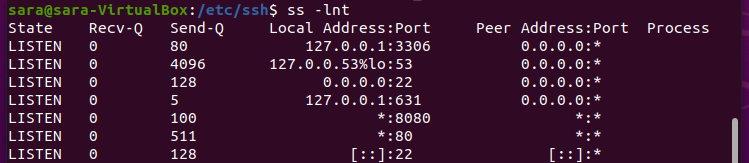 sara@sara-VirtualBox:/etc/ssh$ ss -lnt
State Recv-Q Send-Q Local Address:Port Peer Address:Port Process
LISTEN 0 80 127.0.0.1:3306 0.0.0.0:*
LISTEN 0 4096 127.0.0.53%lo:53 0.0.0.0:*
LISTEN 0 128 0.0.0.0:22 0.0.0.0:*
LISTEN 0 5 127.0.0.1:631 0.0.0.0:*
LISTEN 0 100 *:8080 *:*
LISTEN 0 511 *:80 *:*
LISTEN 0 128 [::]:22 [::]:*